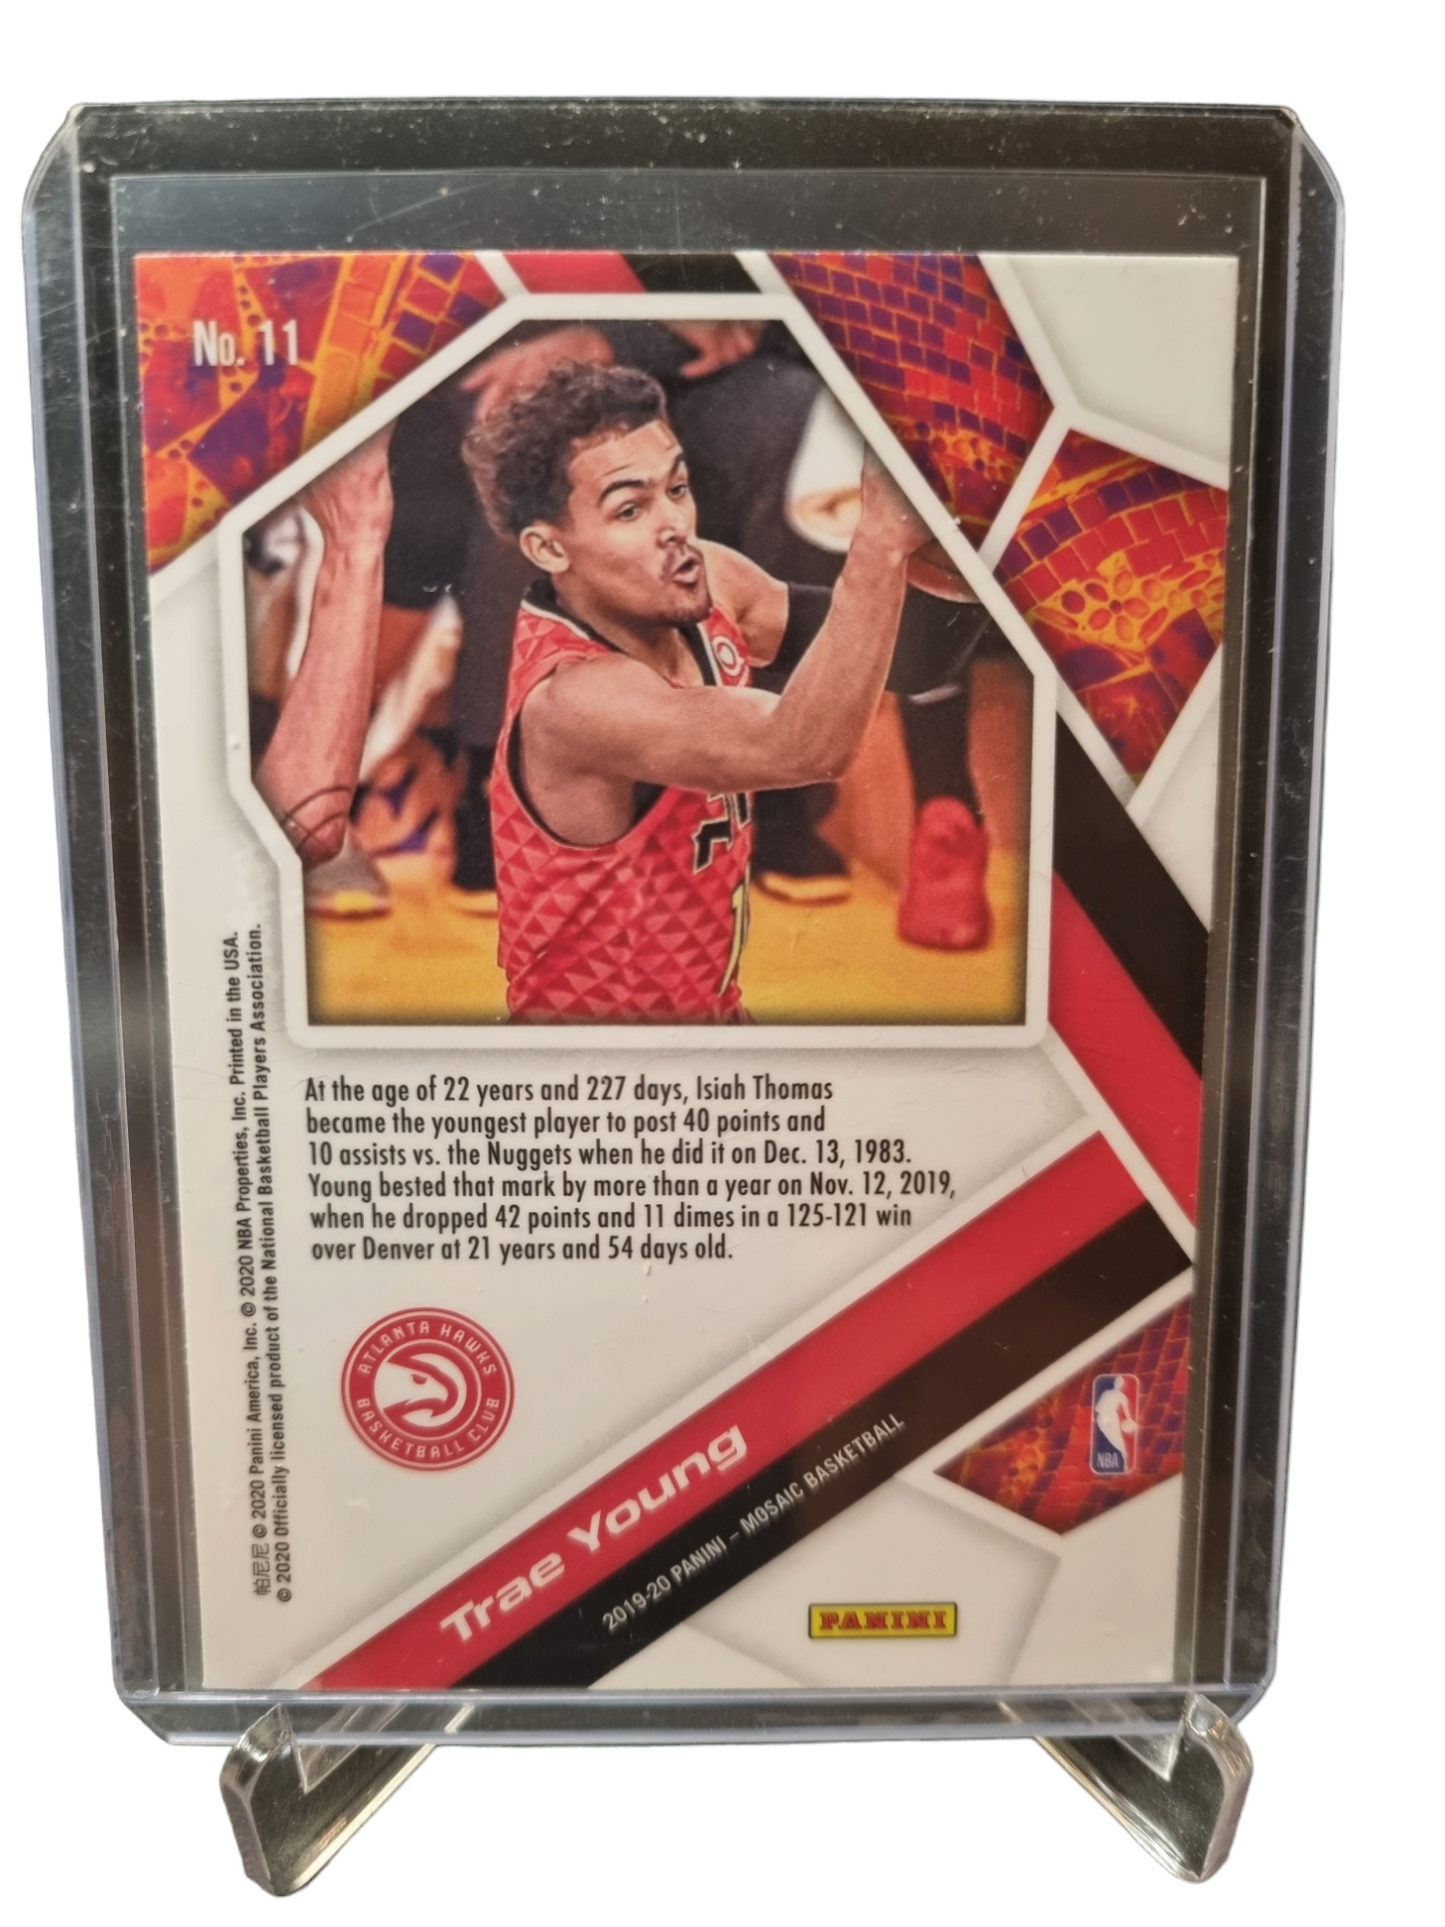 No. 11
At the age of 22 years and 227 days, Isiah Thomas
became the youngest player to post 40 points and
10 assists vs. the Nuggets when he did it on Dec. 13, 1983.
Young bested that mark by more than a year on Nov. 12, 2019,
when he dropped 42 points and 11 dimes in a 125-121 win
over Denver at 21 years and 54 days old.
帕尼尼 © 2020 Panini America, Inc. © 2020 NBA Properties, Inc. Printed in the USA.
© 2020 Officially licensed product of the National Basketball Players Association.
ATLANTA HAWKS
BASKETBALL CLUB
Trae Young
2019-20 PANINI – MOSAIC BASKETBALL
NBA
PANINI